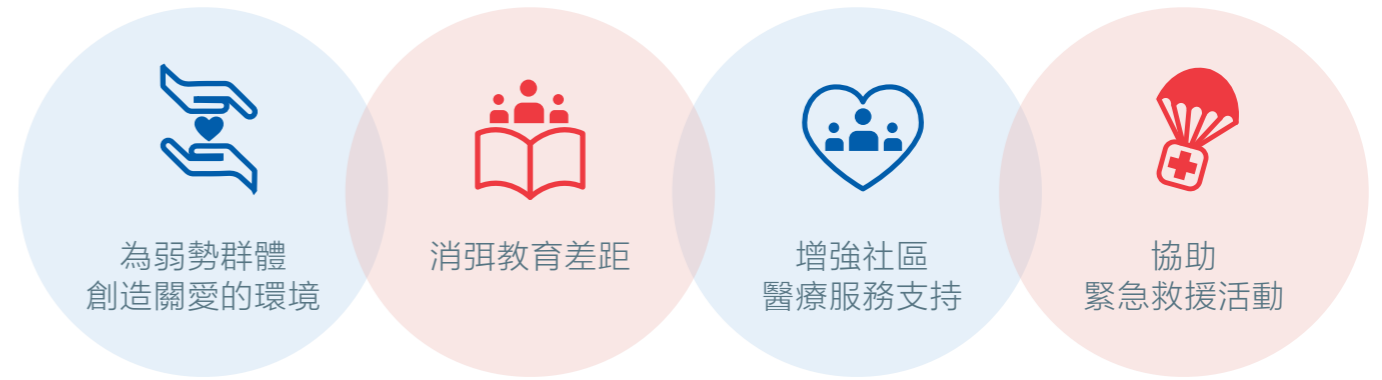 為弱勢群體
創造關愛的環境
消弭教育差距
增強社區
醫療服務支持
協助
緊急救援活動